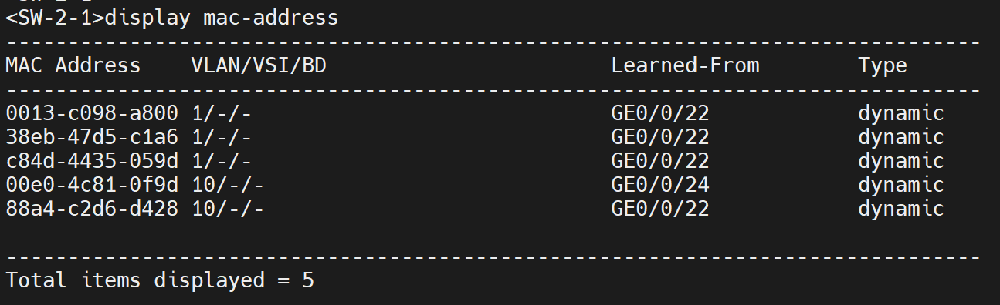 <SW-2-1>display mac-address
-------------------------------------------------------------------------------
MAC Address    VLAN/VSI/BD                       Learned-From        Type
-------------------------------------------------------------------------------
0013-c098-a800 1/-/-                             GE0/0/22            dynamic
38eb-47d5-c1a6 1/-/-                             GE0/0/22            dynamic
c84d-4435-059d 1/-/-                             GE0/0/22            dynamic
00e0-4c81-0f9d 10/-/-                            GE0/0/24            dynamic
88a4-c2d6-d428 10/-/-                            GE0/0/22            dynamic
-------------------------------------------------------------------------------
Total items displayed = 5